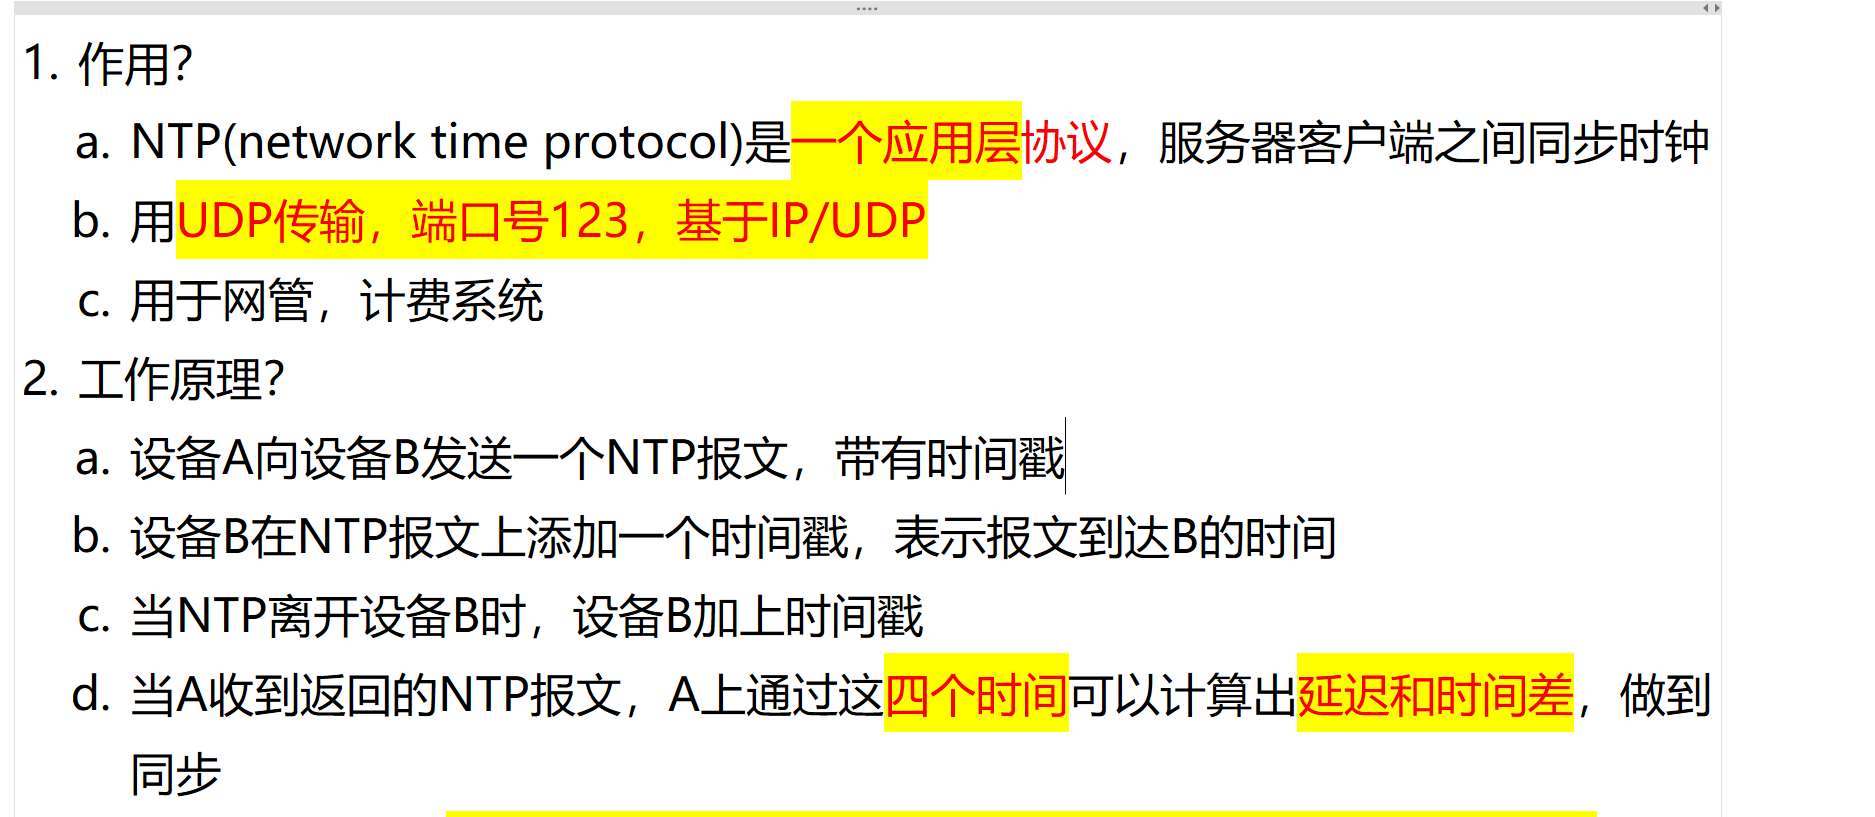 1. 作用？
a. NTP(network time protocol)是一个应用层协议，服务器客户端之间同步时钟
b. 用UDP传输，端口号123，基于IP/UDP
c. 用于网管，计费系统
2. 工作原理？
a. 设备A向设备B发送一个NTP报文，带有时间戳
b. 设备B在NTP报文上添加一个时间戳，表示报文到达B的时间
c. 当NTP离开设备B时，设备B加上时间戳
d. 当A收到返回的NTP报文，A上通过这四个时间可以计算出延迟和时间差，做到
同步